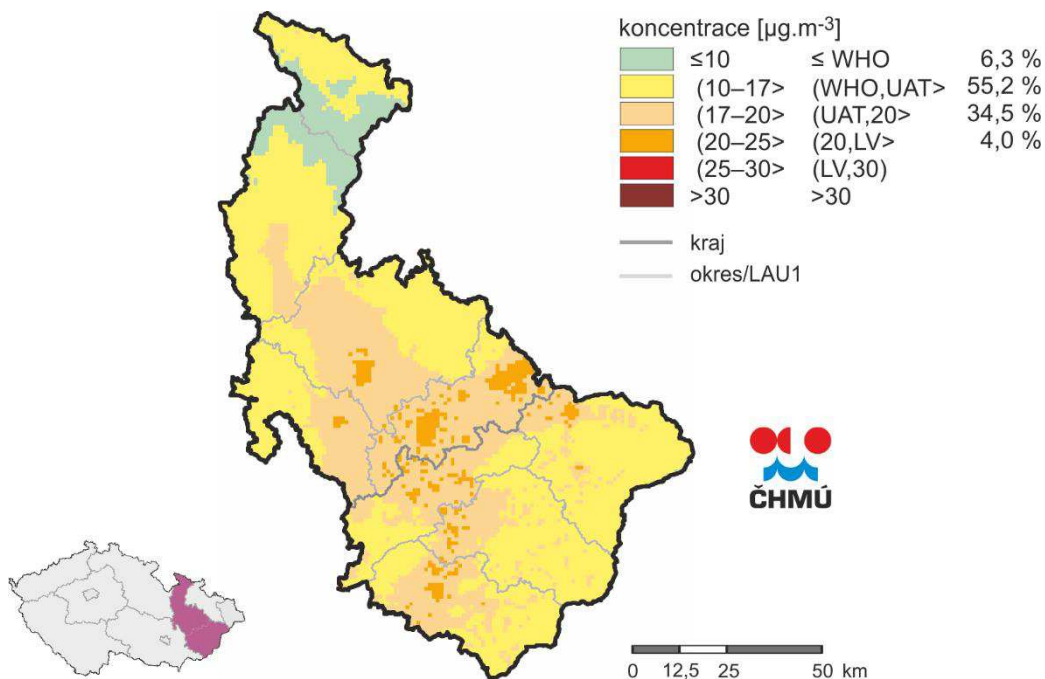 koncentrace [µg.m⁻³]
≤10 ≤ WHO 6,3 %
(10–17> (WHO,UAT> 55,2 %
(17–20> (UAT,20> 34,5 %
(20–25> (20,LV> 4,0 %
(25–30> (LV,30)
>30 >30
kraj
okres/LAU1
ČHMÚ
0 12,5 25 50 km